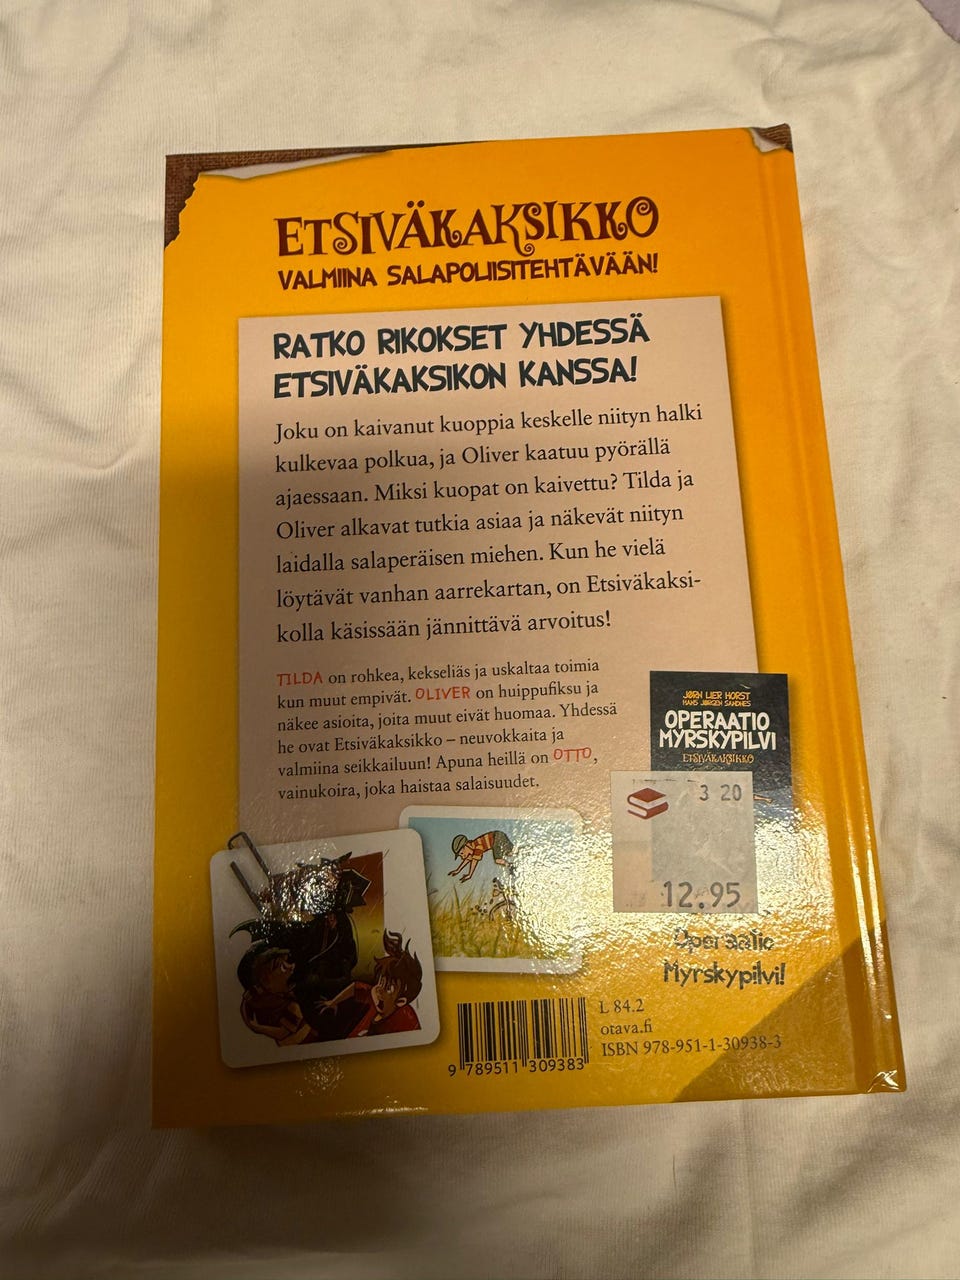 ETSIVÄKAKSIKKO
VALMIINA SALAPOLIISITEHTÄVÄÄN!
RATKO RIKOKSET YHDESSÄ
ETSIVÄKAKSIKON KANSSA!
Joku on kaivanut kuoppia keskelle niityn halki
kulkevaa polkua, ja Oliver kaatuu pyörällä
ajaessaan. Miksi kuopat on kaivettu? Tilda ja
Oliver alkavat tutkia asiaa ja näkevät niityn
laidalla salaperäisen miehen. Kun he vielä
löytävät vanhan aarrekartan, on Etsiväkaksi-
kolla käsissään jännittävä arvoitus!
TILDA on rohkea, kekseliäs ja uskaltaa toimia
kun muut empivät. OLIVER on huippufiksu ja
näkee asioita, joita muut eivät huomaa. Yhdessä
he ovat Etsiväkaksikko – neuvokkaita ja
valmiina seikkailuun! Apuna heillä on OTTO,
vainukoira, joka haistaa salaisuudet.
JØRN LIER HORST
HANS JØRGEN SANDNES
OPERAATIO
MYRSKYPILVI
ETSIVÄKAKSIKKO
3 20
12.95
Operaatio
Myrskypilvi!
L 84.2
otava.fi
ISBN 978-951-1-30938-3
9 789511 309383